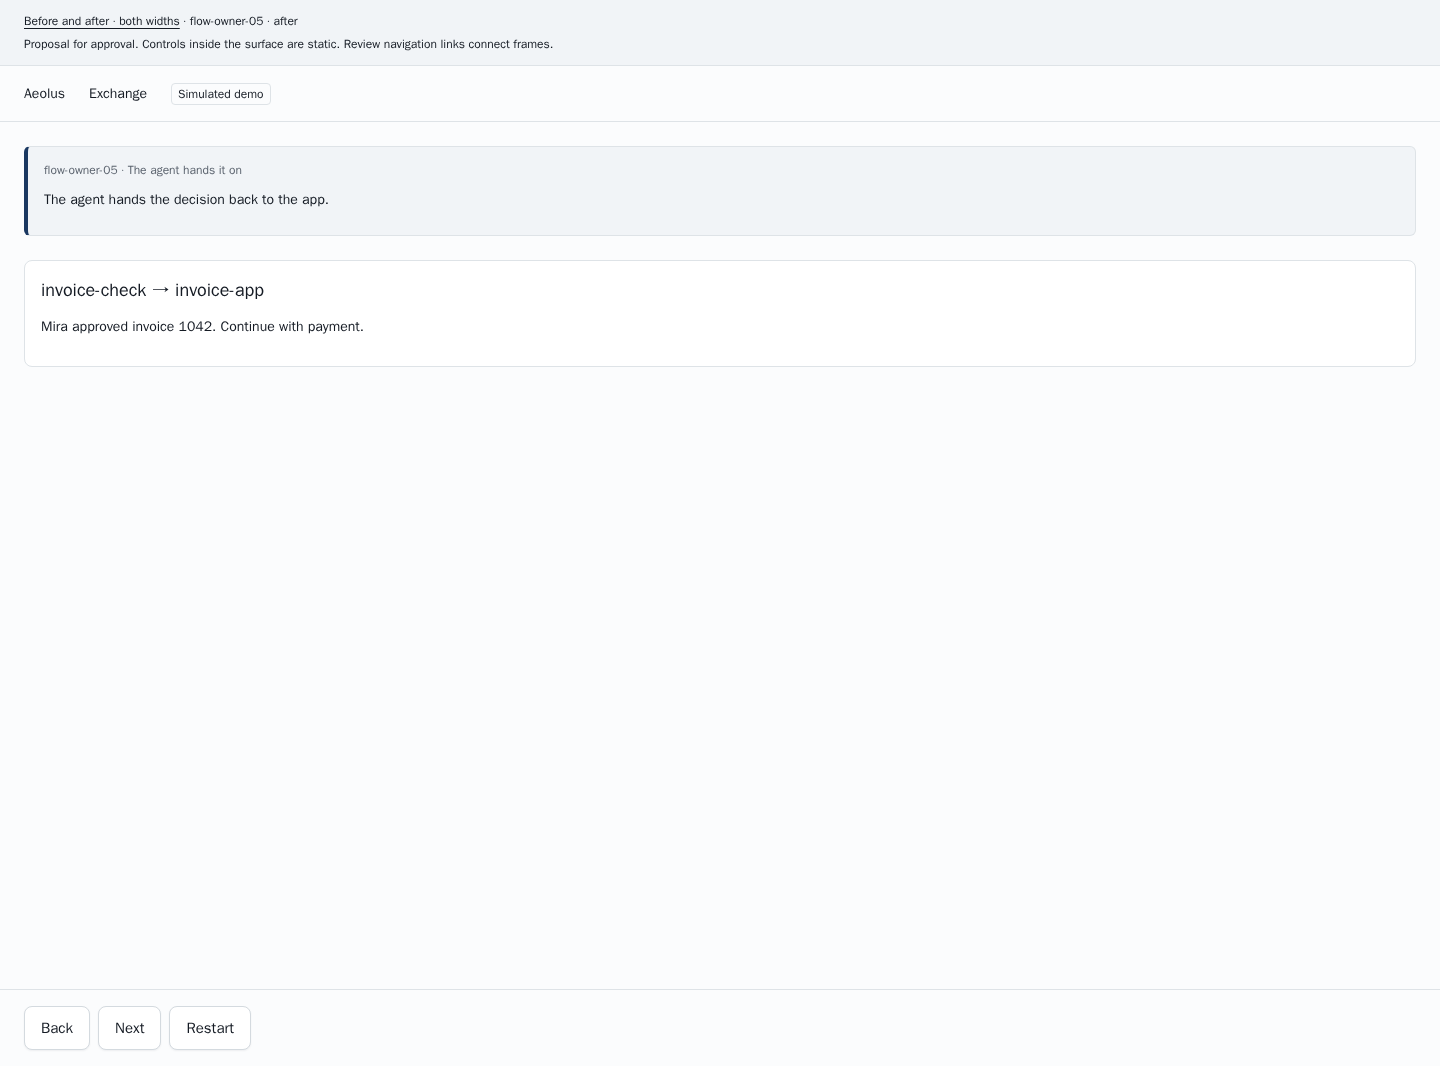 Before and after · both widths · flow-owner-05 · after
Proposal for approval. Controls inside the surface are static. Review navigation links connect frames.
Aeolus Exchange Simulated demo
flow-owner-05 · The agent hands it on
The agent hands the decision back to the app.
invoice-check → invoice-app
Mira approved invoice 1042. Continue with payment.
Back Next Restart